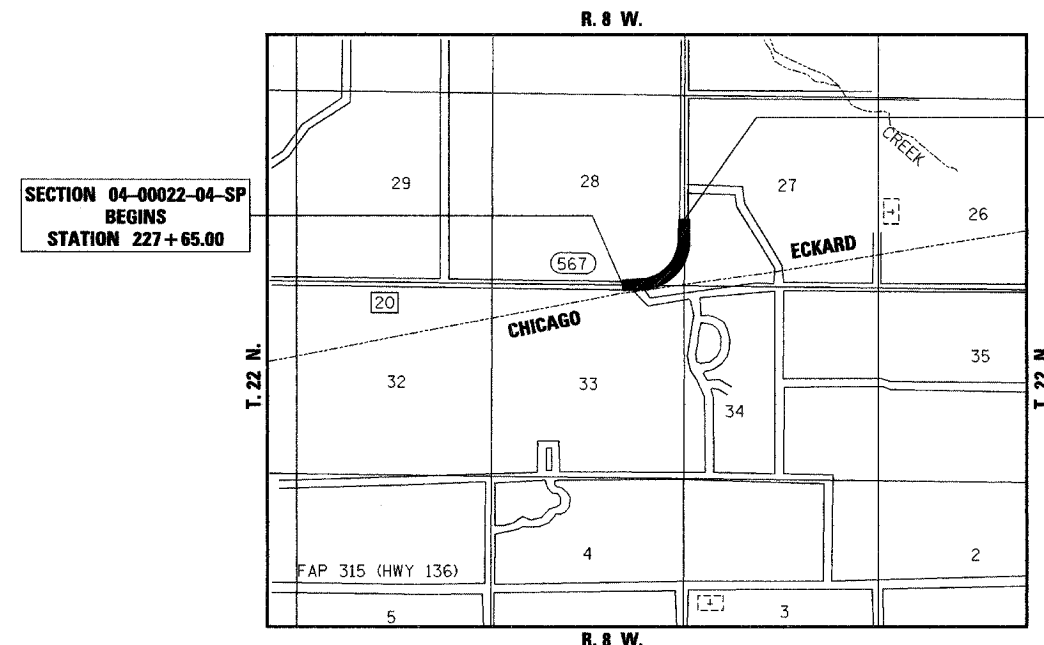 R. 8 W.
CREEK
29
28
27
26
SECTION 04-00022-04-SP
BEGINS
STATION 227+65.00
567
ECKARD
20
CHICAGO
T. 22 N.
T. 22 N.
32
33
34
35
4
2
FAP 315 (HWY 136)
5
3
R. 8 W.